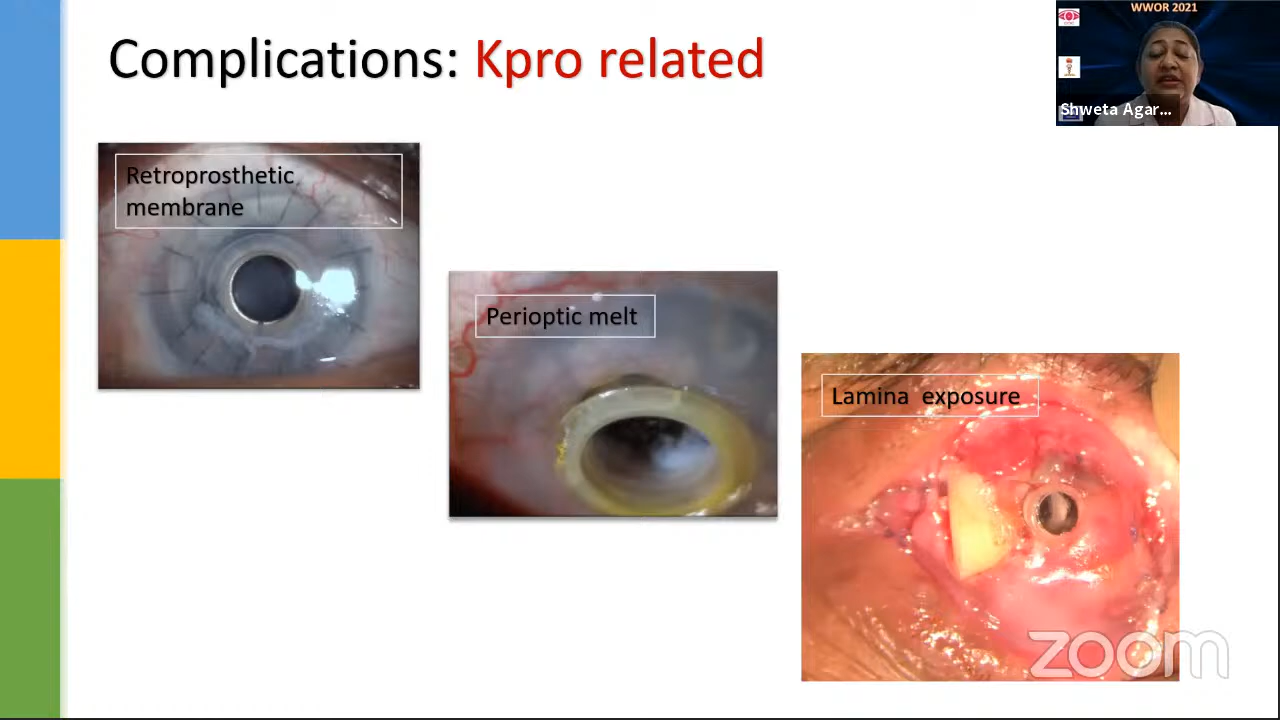 Complications: Kpro related
WWOR 2021
Shweta Agar...
Retroprosthetic
membrane
Perioptic melt
Lamina exposure
zoom